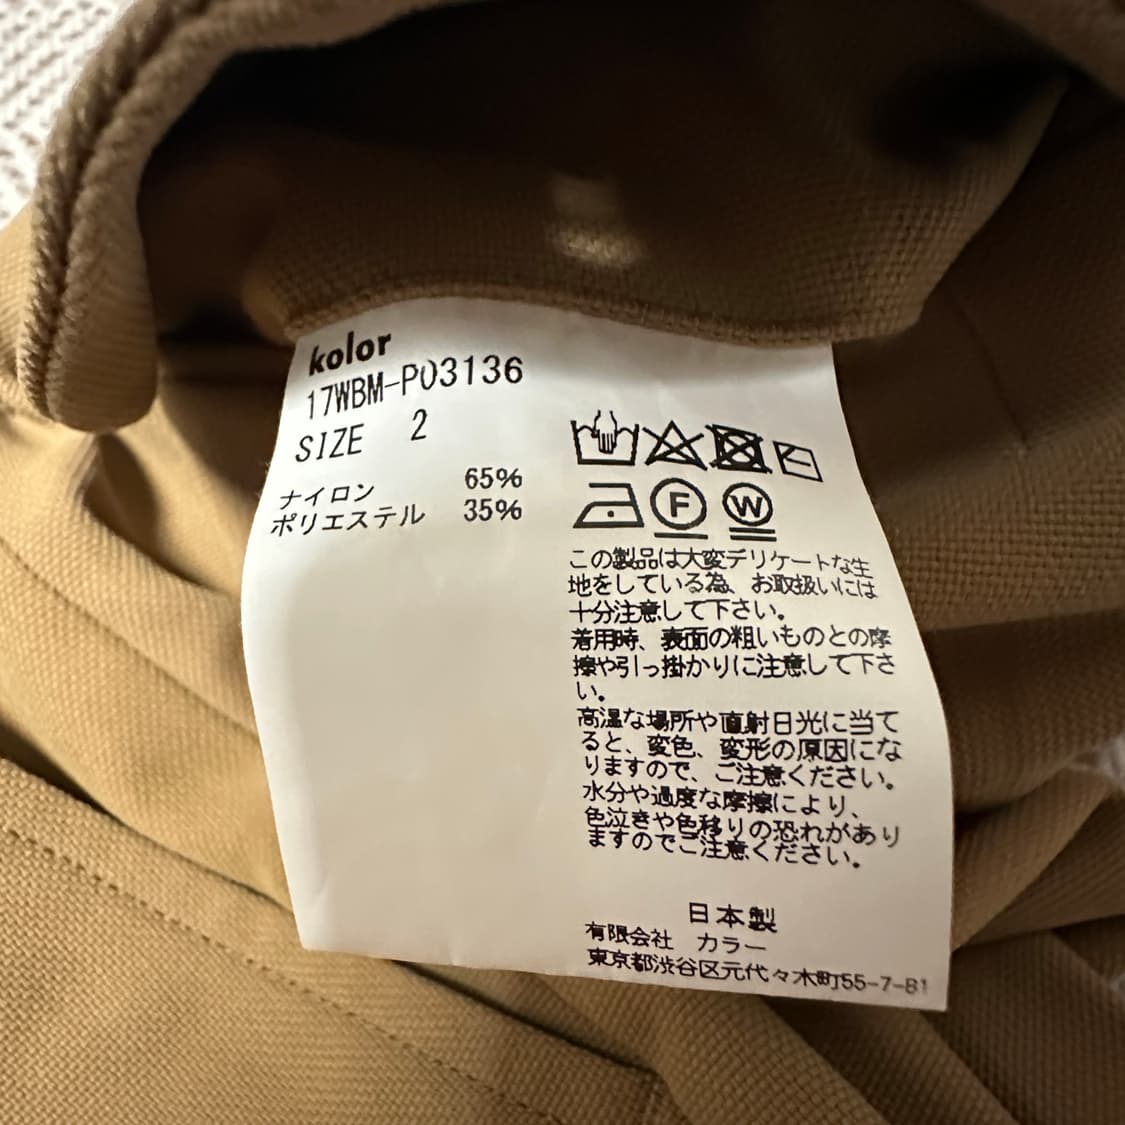 kolor
17WBM-P03136
SIZE 2
ナイロン 65%
ポリエステル 35%
F W
この製品は大変デリケートな生
地をしている為、お取扱いには
十分注意して下さい。
着用時、表面の粗いものとの摩
擦や引っ掛かりに注意して下さ
い。
高温な場所や直射日光に当て
ると、変色、変形の原因にな
りますので、ご注意ください。
水分や過度な摩擦により、
色泣きや色移りの恐れがあり
ますのでご注意ください。
日本製
有限会社 カラー
東京都渋谷区元代々木町55-7-B1